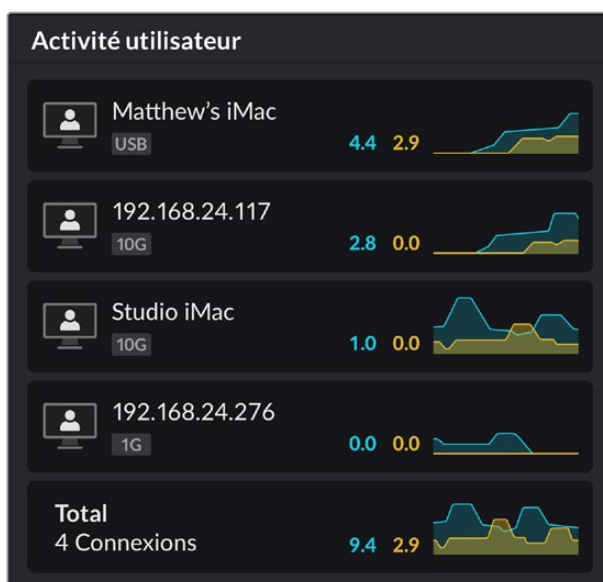 Activité utilisateur
Matthew's iMac
USB
4.4 2.9
192.168.24.117
10G
2.8 0.0
Studio iMac
10G
1.0 0.0
192.168.24.276
1G
0.0 0.0
Total
4 Connexions
9.4 2.9